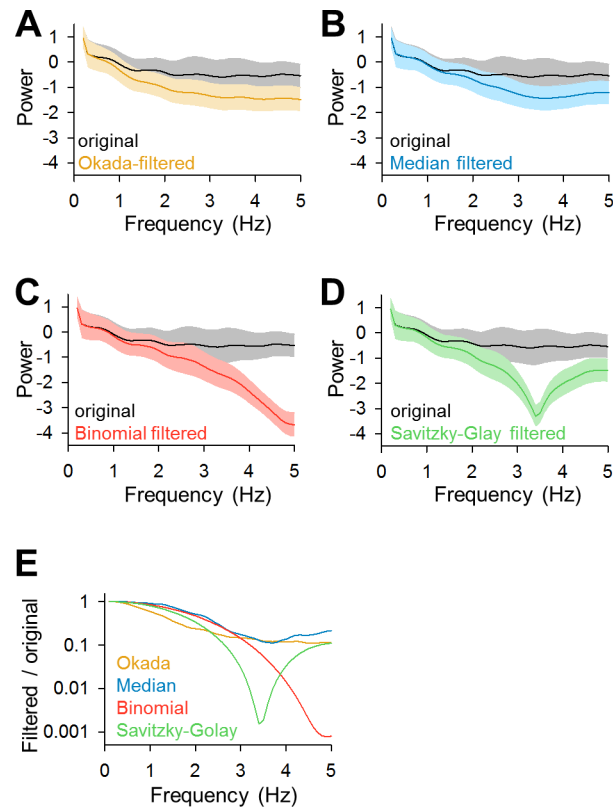 A
1
0
-1
-2
-3
-4
Power
original
Okada-filtered
0 1 2 3 4 5
Frequency (Hz)
B
1
0
-1
-2
-3
-4
Power
original
Median filtered
0 1 2 3 4 5
Frequency (Hz)
C
1
0
-1
-2
-3
-4
Power
original
Binomial filtered
0 1 2 3 4 5
Frequency (Hz)
D
1
0
-1
-2
-3
-4
Power
original
Savitzky-Glay filtered
0 1 2 3 4 5
Frequency (Hz)
E
1
0.1
0.01
0.001
Filtered / original
Okada
Median
Binomial
Savitzky-Golay
0 1 2 3 4 5
Frequency (Hz)